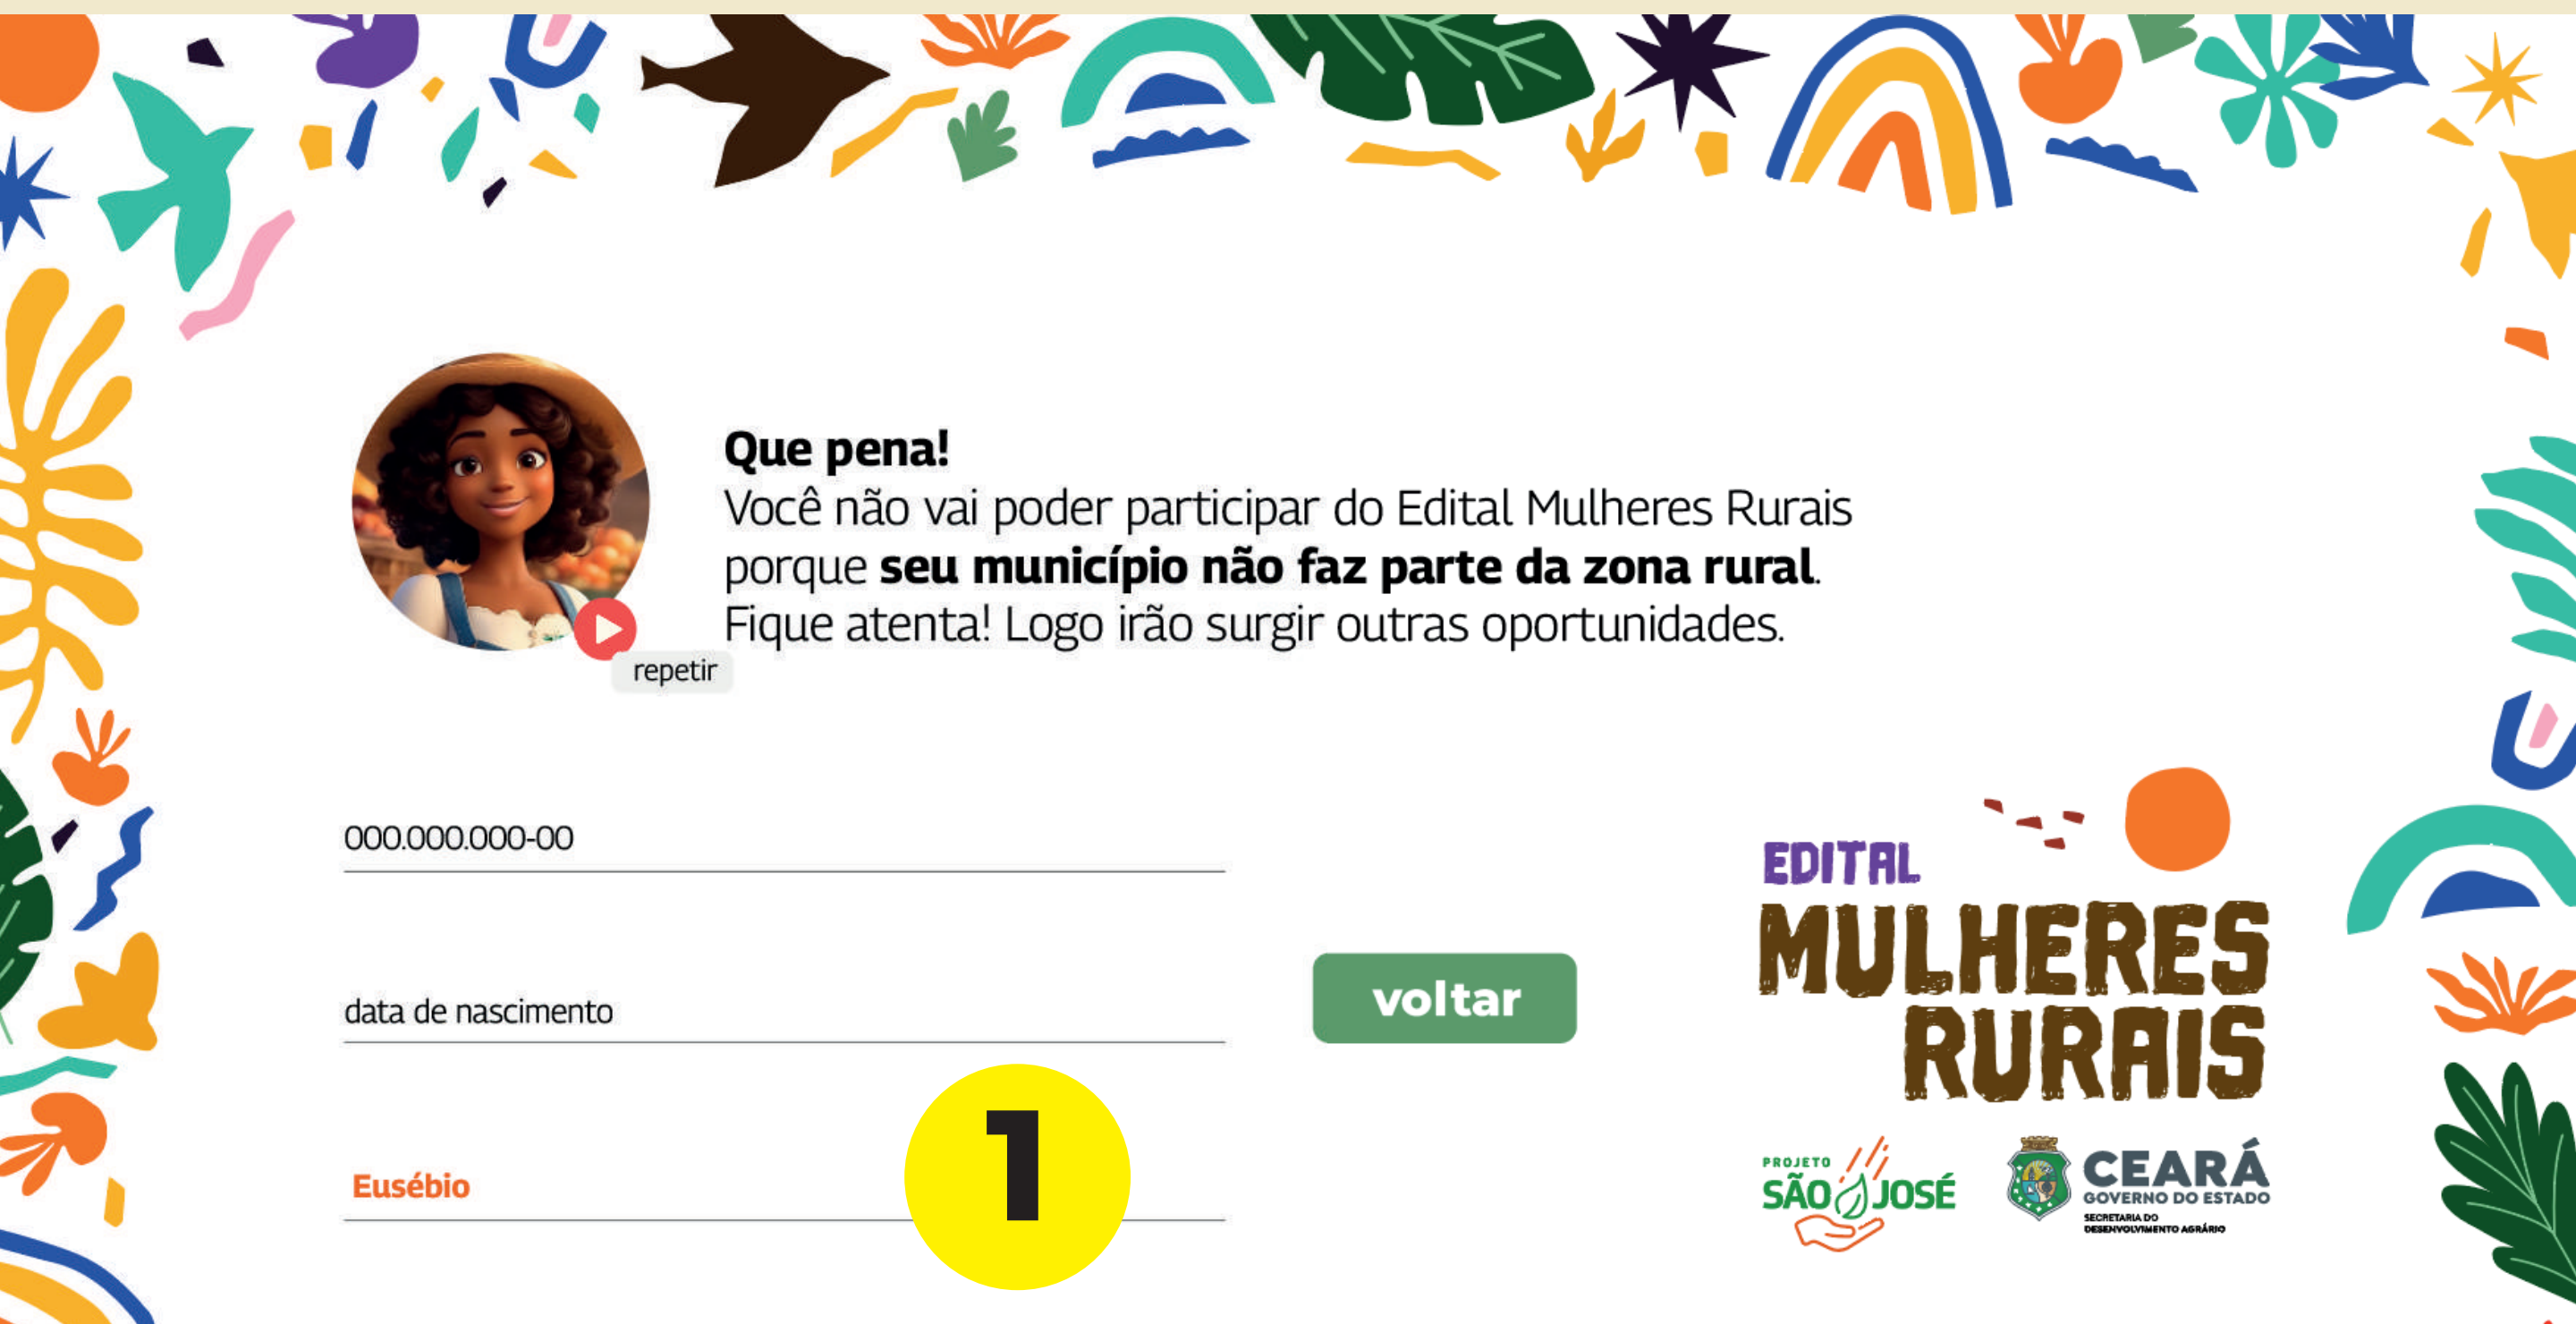 Que pena!
Você não vai poder participar do Edital Mulheres Rurais
porque seu município não faz parte da zona rural.
Fique atenta! Logo irão surgir outras oportunidades.
repetir
000.000.000-00
data de nascimento
voltar
Eusébio
1
EDITAL
MULHERES
RURAIS
PROJETO
SÃO JOSÉ
CEARÁ
GOVERNO DO ESTADO
SECRETARIA DO
DESENVOLVIMENTO AGRÁRIO